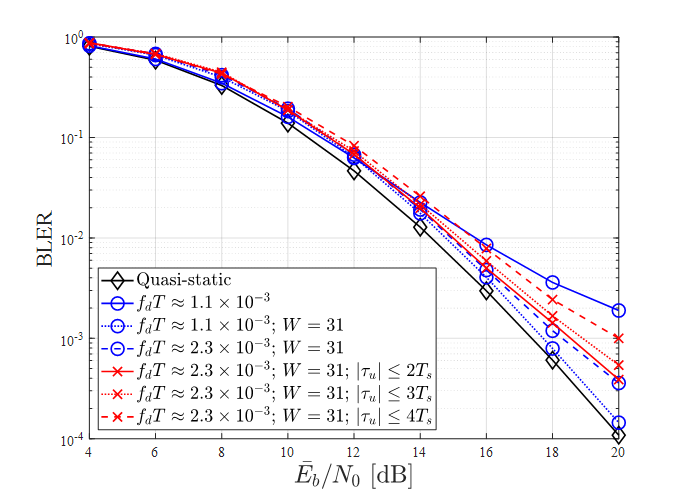 10^0
10^-1
10^-2
10^-3
10^-4
BLER
Quasi-static
f_dT ≈ 1.1 × 10^-3
f_dT ≈ 1.1 × 10^-3; W = 31
f_dT ≈ 2.3 × 10^-3; W = 31
f_dT ≈ 2.3 × 10^-3; W = 31; |τ_u| ≤ 2T_s
f_dT ≈ 2.3 × 10^-3; W = 31; |τ_u| ≤ 3T_s
f_dT ≈ 2.3 × 10^-3; W = 31; |τ_u| ≤ 4T_s
4 6 8 10 12 14 16 18 20
Ē_b/N_0 [dB]